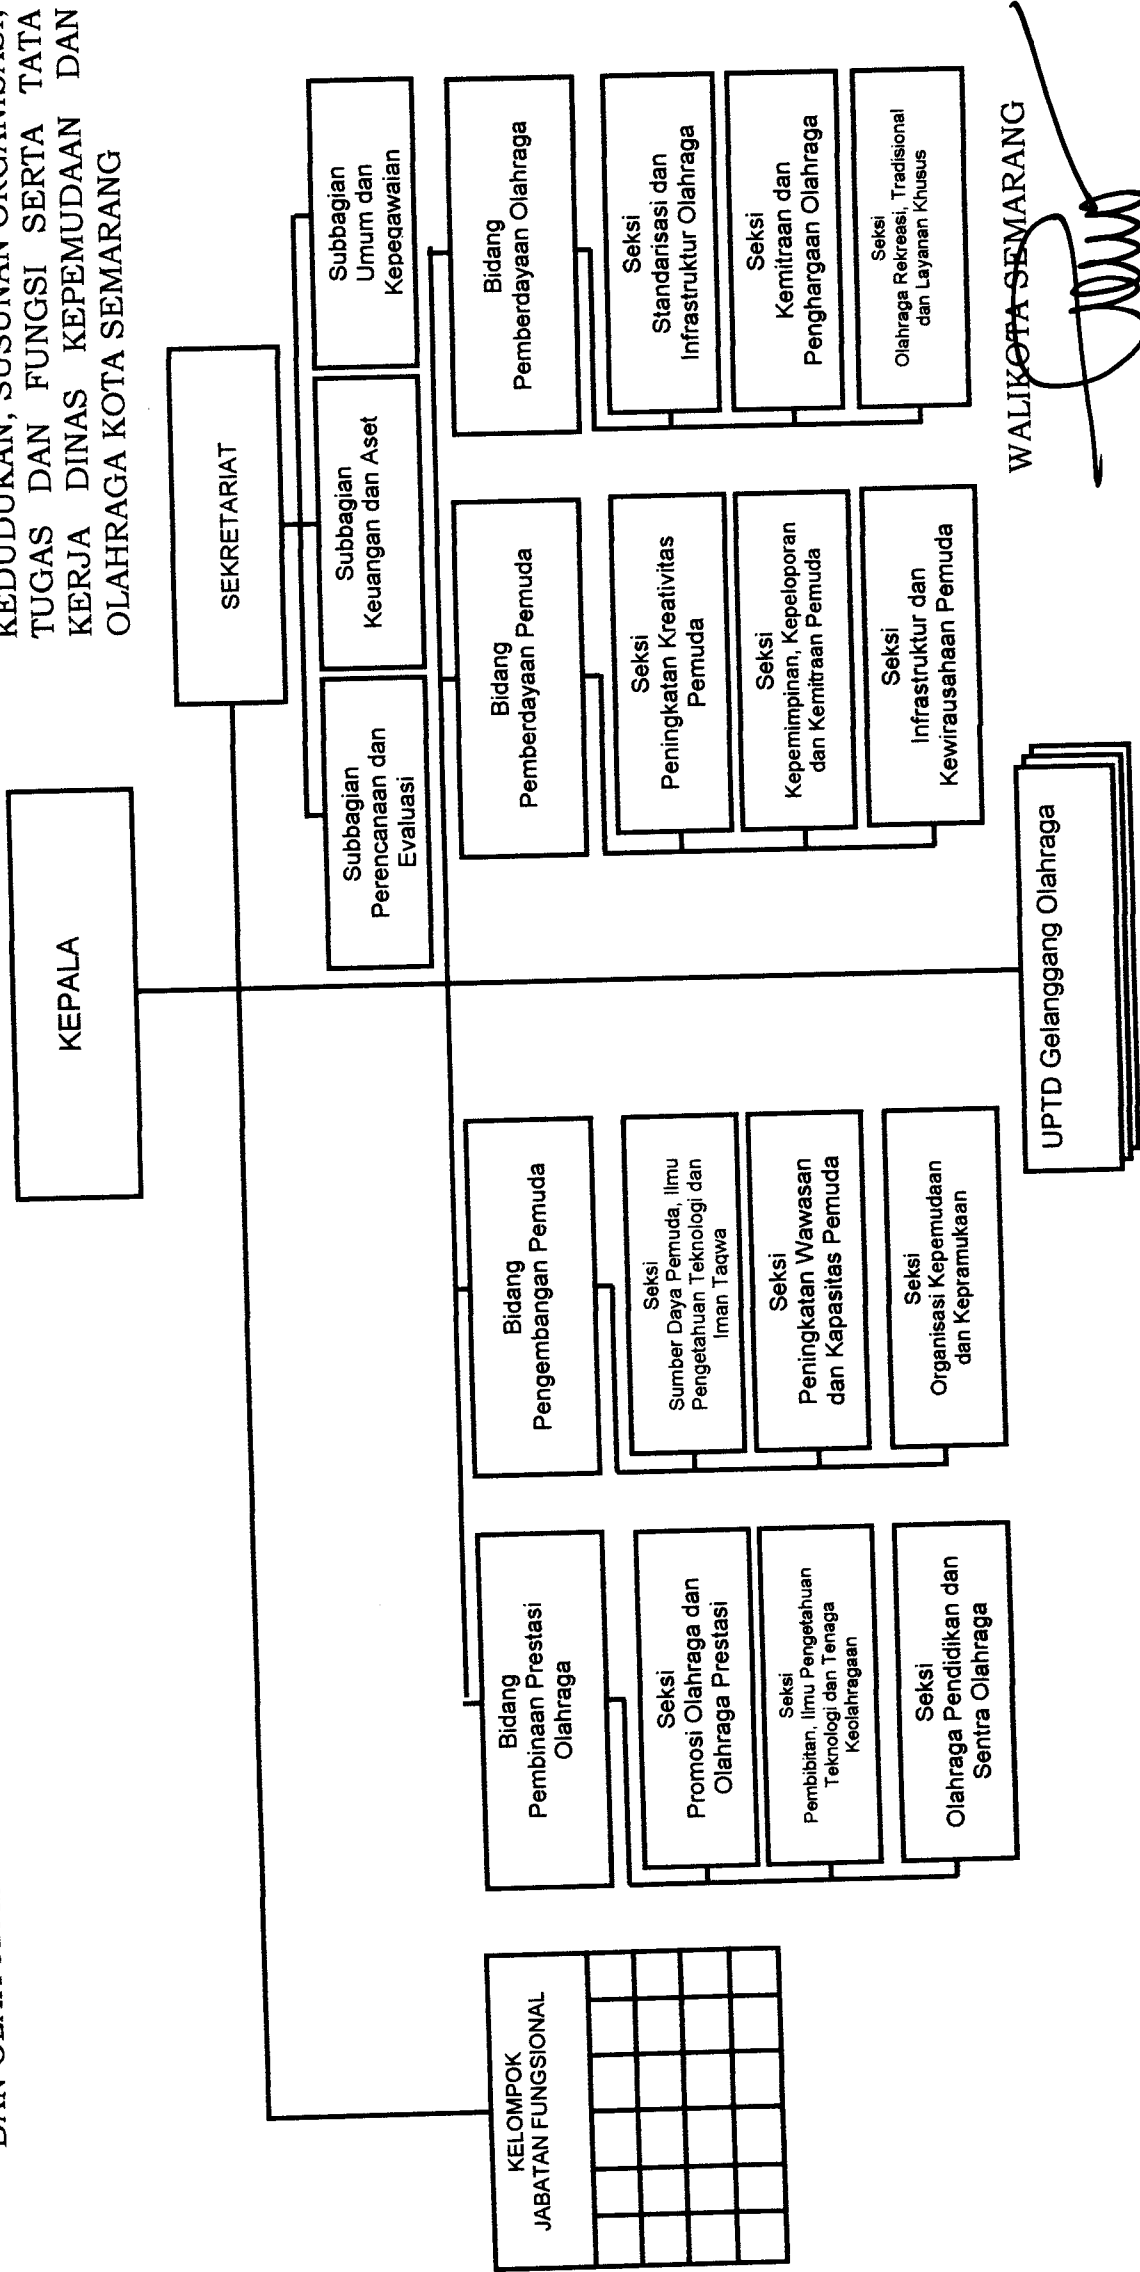 TUGAS DAN FUNGSI SERTA TATA
KERJA DINAS KEPEMUDAAN DAN
OLAHRAGA KOTA SEMARANG
KEPALA
SEKRETARIAT
Subbagian
Perencanaan dan
Evaluasi
Subbagian
Keuangan dan Aset
Subbagian
Umum dan
Kepegawaian
KELOMPOK
JABATAN FUNGSIONAL
Bidang
Pembinaan Prestasi
Olahraga
Seksi
Promosi Olahraga dan
Olahraga Prestasi
Seksi
Pembibitan, Ilmu Pengetahuan
Teknologi dan Tenaga
Keolahragaan
Seksi
Olahraga Pendidikan dan
Sentra Olahraga
Bidang
Pengembangan Pemuda
Seksi
Sumber Daya Pemuda, Ilmu
Pengetahuan Teknologi dan
Iman Taqwa
Seksi
Peningkatan Wawasan
dan Kapasitas Pemuda
Seksi
Organisasi Kepemudaan
dan Kepramukaan
Bidang
Pemberdayaan Pemuda
Seksi
Peningkatan Kreativitas
Pemuda
Seksi
Kepemimpinan, Kepeloporan
dan Kemitraan Pemuda
Seksi
Infrastruktur dan
Kewirausahaan Pemuda
Bidang
Pemberdayaan Olahraga
Seksi
Standarisasi dan
Infrastruktur Olahraga
Seksi
Kemitraan dan
Penghargaan Olahraga
Seksi
Olahraga Rekreasi, Tradisional
dan Layanan Khusus
UPTD Gelanggang Olahraga
WALIKOTA SEMARANG